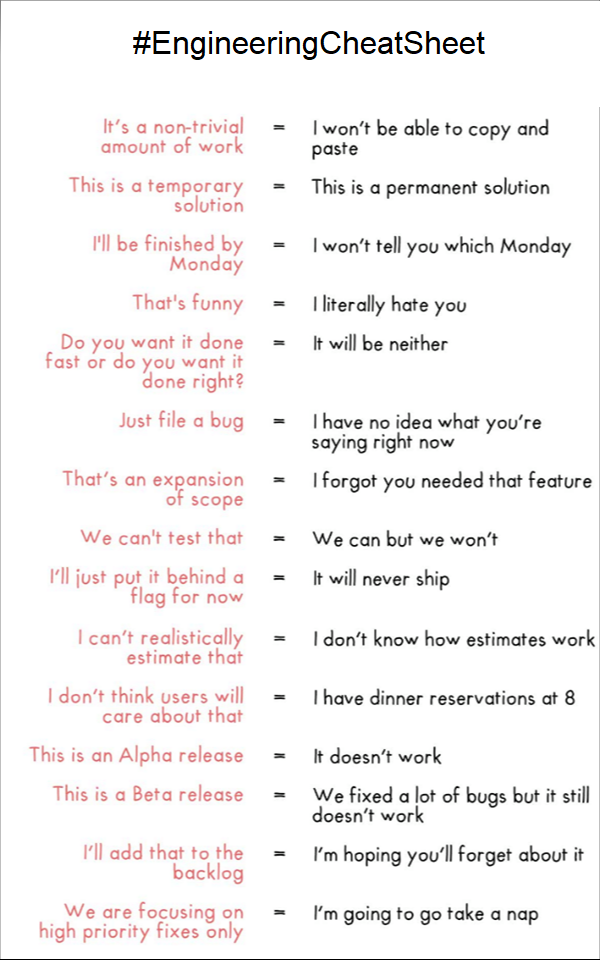 #EngineeringCheatSheet
It's a non-trivial = I won't be able to copy and
amount of work paste
This is a temporary = This is a permanent solution
solution
I'll be finished by = I won't tell you which Monday
Monday
That's funny = I literally hate you
Do you want it done = It will be neither
fast or do you want it
done right?
Just file a bug = I have no idea what you're
saying right now
That's an expansion = I forgot you needed that feature
of scope
We can't test that = We can but we won't
I'll just put it behind a = It will never ship
flag for now
I can't realistically = I don't know how estimates work
estimate that
I don't think users will = I have dinner reservations at 8
care about that
This is an Alpha release = It doesn't work
This is a Beta release = We fixed a lot of bugs but it still
doesn't work
I'll add that to the = I'm hoping you'll forget about it
backlog
We are focusing on = I'm going to go take a nap
high priority fixes only